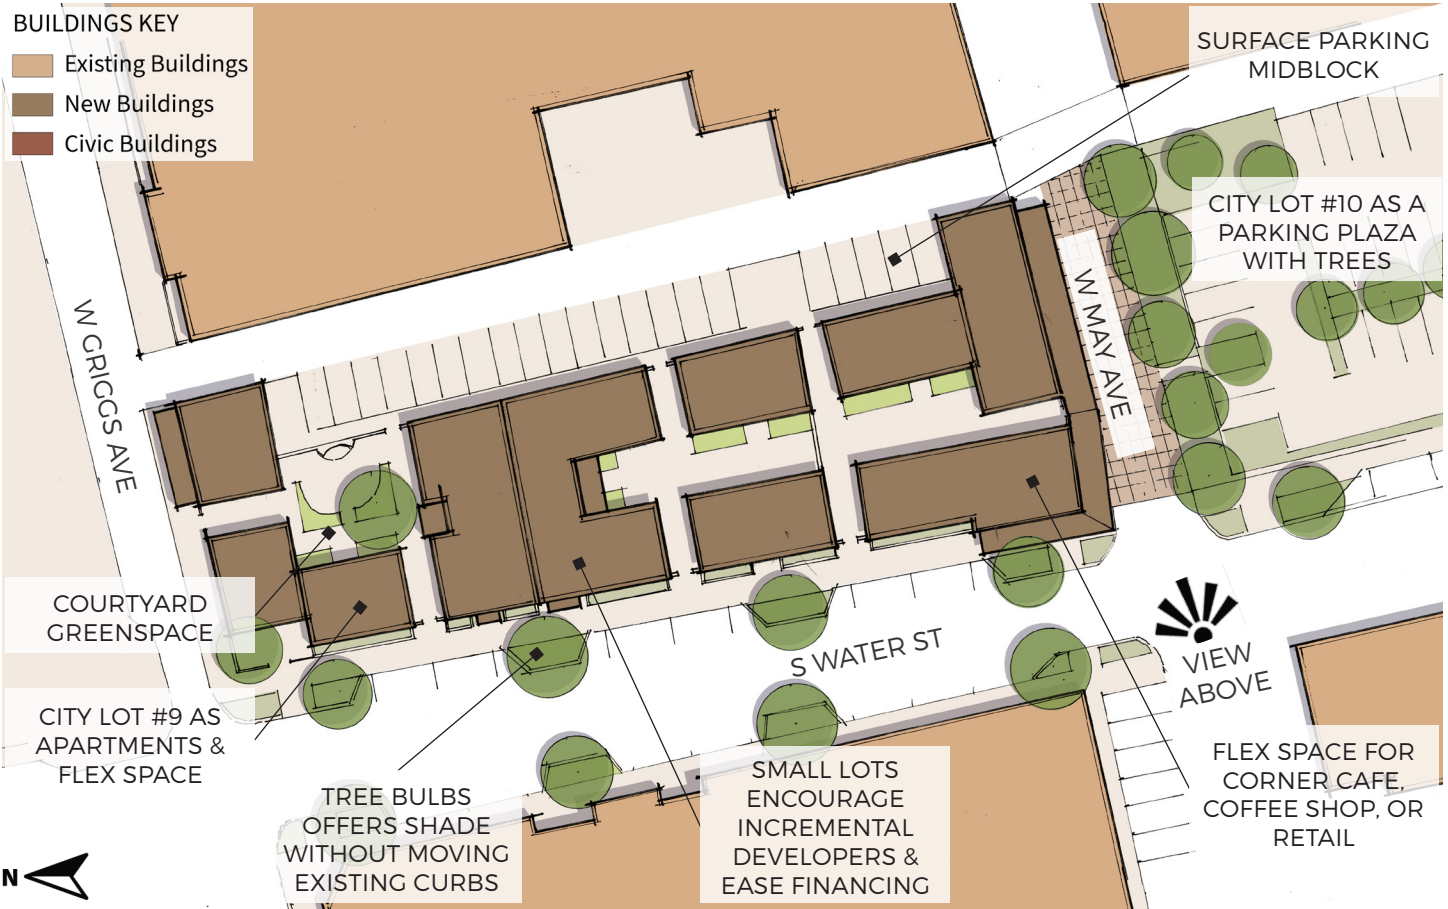 BUILDINGS KEY
Existing Buildings
New Buildings
Civic Buildings
SURFACE PARKING
MIDBLOCK
CITY LOT #10 AS A
PARKING PLAZA
WITH TREES
W GRIGGS AVE
W MAY AVE
COURTYARD
GREENSPACE
S WATER ST
VIEW
ABOVE
CITY LOT #9 AS
APARTMENTS &
FLEX SPACE
TREE BULBS
OFFERS SHADE
WITHOUT MOVING
EXISTING CURBS
SMALL LOTS
ENCOURAGE
INCREMENTAL
DEVELOPERS &
EASE FINANCING
FLEX SPACE FOR
CORNER CAFE,
COFFEE SHOP, OR
RETAIL
N